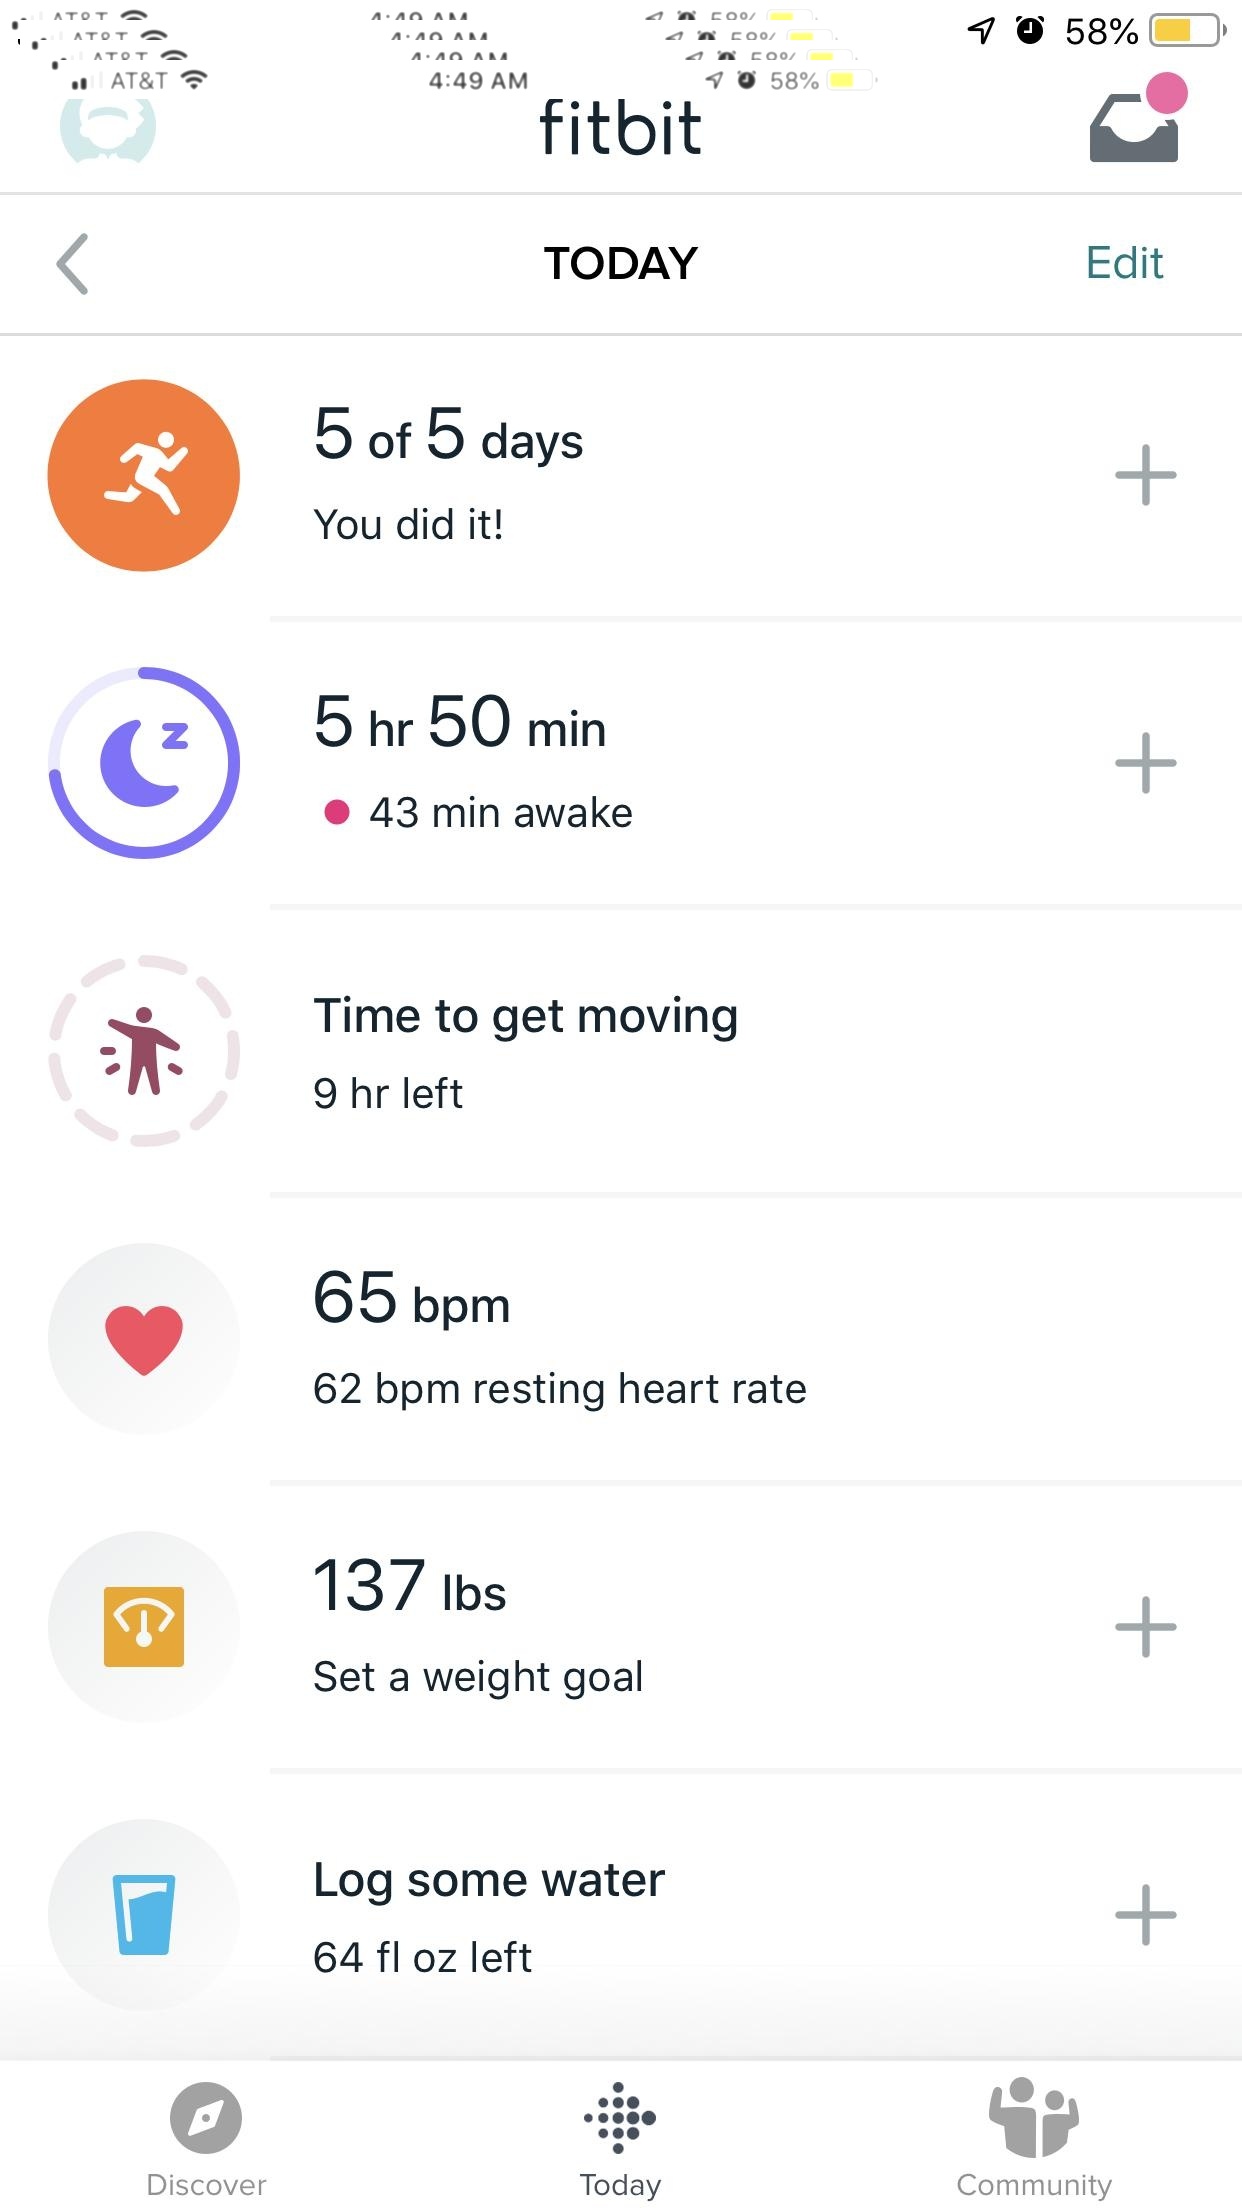 58%
AT&T 4:49 AM 58%
AT&T 4:49 AM 58%
AT&T 4:49 AM 58%
AT&T 4:49 AM 58%
fitbit
TODAY Edit
5 of 5 days
You did it!
5 hr 50 min
43 min awake
Time to get moving
9 hr left
65 bpm
62 bpm resting heart rate
137 lbs
Set a weight goal
Log some water
64 fl oz left
Discover Today Community